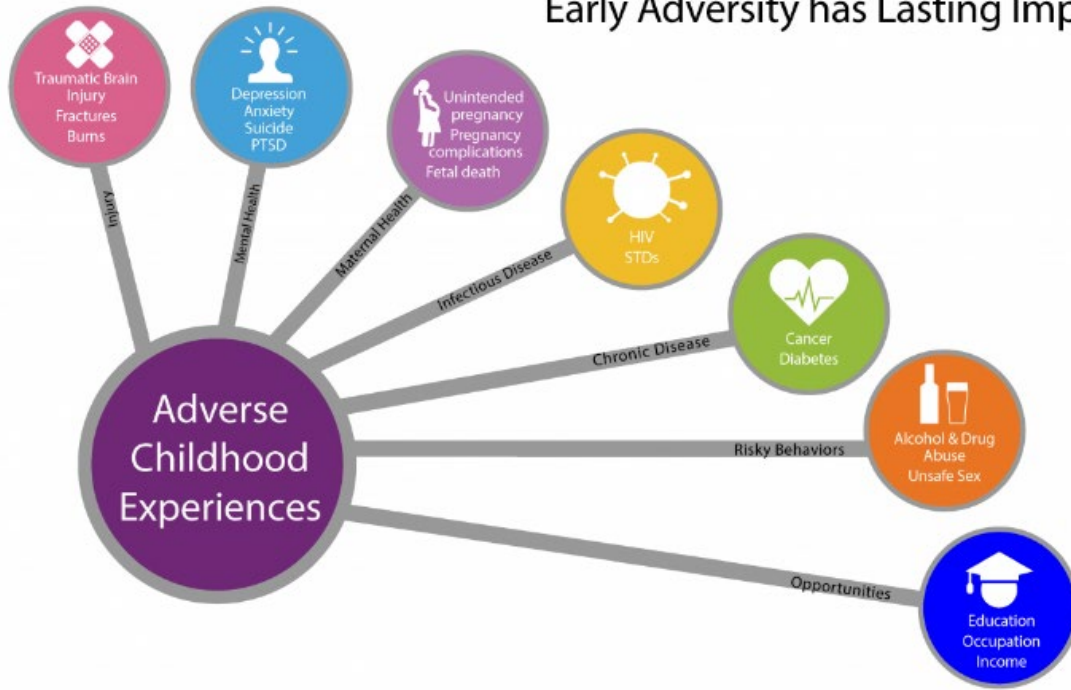 Early Adversity has Lasting Imp
Traumatic Brain
Injury
Fractures
Burns
Depression
Anxiety
Suicide
PTSD
Unintended
pregnancy
Pregnancy
complications
Fetal death
HIV
STDs
Cancer
Diabetes
Alcohol & Drug
Abuse
Unsafe Sex
Education
Occupation
Income
Injury
Mental Health
Maternal Health
Infectious Disease
Chronic Disease
Risky Behaviors
Opportunities
Adverse
Childhood
Experiences